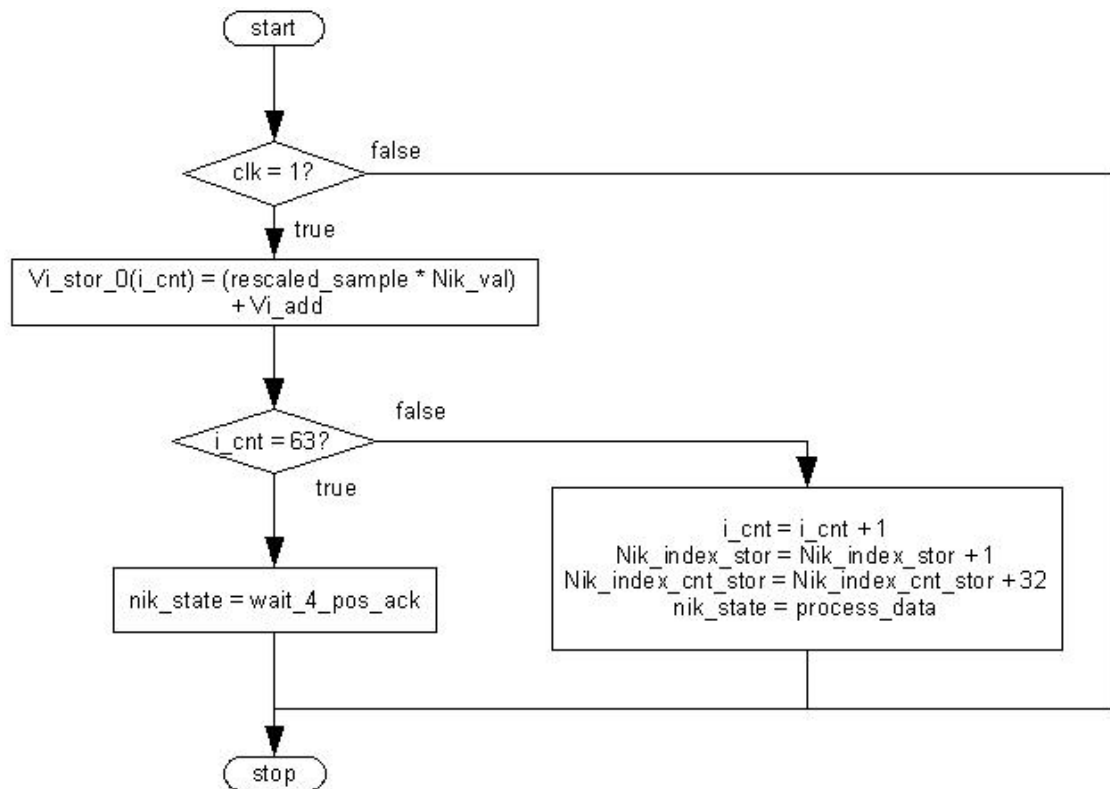 start
clk = 1?
false
true
Vi_stor_0(i_cnt) = (rescaled_sample * Nik_val)
+ Vi_add
i_cnt = 63?
false
true
nik_state = wait_4_pos_ack
i_cnt = i_cnt + 1
Nik_index_stor = Nik_index_stor + 1
Nik_index_cnt_stor = Nik_index_cnt_stor + 32
nik_state = process_data
stop